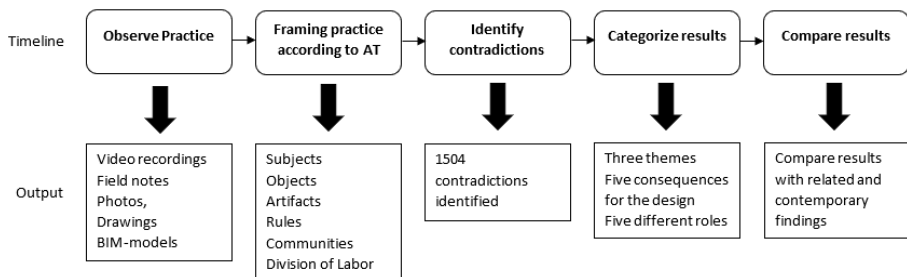 Timeline
Observe Practice
Framing practice
according to AT
Identify
contradictions
Categorize results
Compare results
Output
Video recordings
Field notes
Photos,
Drawings
BIM-models
Subjects
Objects
Artifacts
Rules
Communities
Division of Labor
1504
contradictions
identified
Three themes
Five consequences
for the design
Five different roles
Compare results
with related and
contemporary
findings